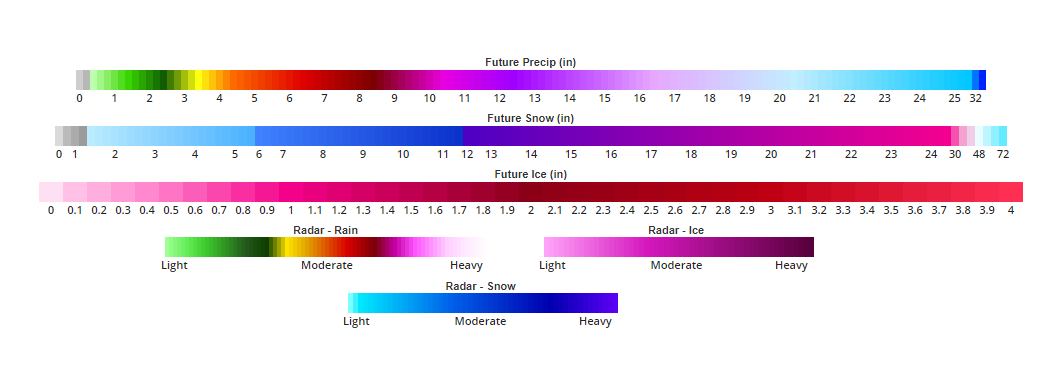 Future Precip (in)
0 1 2 3 4 5 6 7 8 9 10 11 12 13 14 15 16 17 18 19 20 21 22 23 24 25 32
Future Snow (in)
0 1 2 3 4 5 6 7 8 9 10 11 12 13 14 15 16 17 18 19 20 21 22 23 24 30 48 72
Future Ice (in)
0 0.1 0.2 0.3 0.4 0.5 0.6 0.7 0.8 0.9 1 1.1 1.2 1.3 1.4 1.5 1.6 1.7 1.8 1.9 2 2.1 2.2 2.3 2.4 2.5 2.6 2.7 2.8 2.9 3 3.1 3.2 3.3 3.4 3.5 3.6 3.7 3.8 3.9 4
Radar - Rain Radar - Ice
Light Moderate Heavy Light Moderate Heavy
Radar - Snow
Light Moderate Heavy